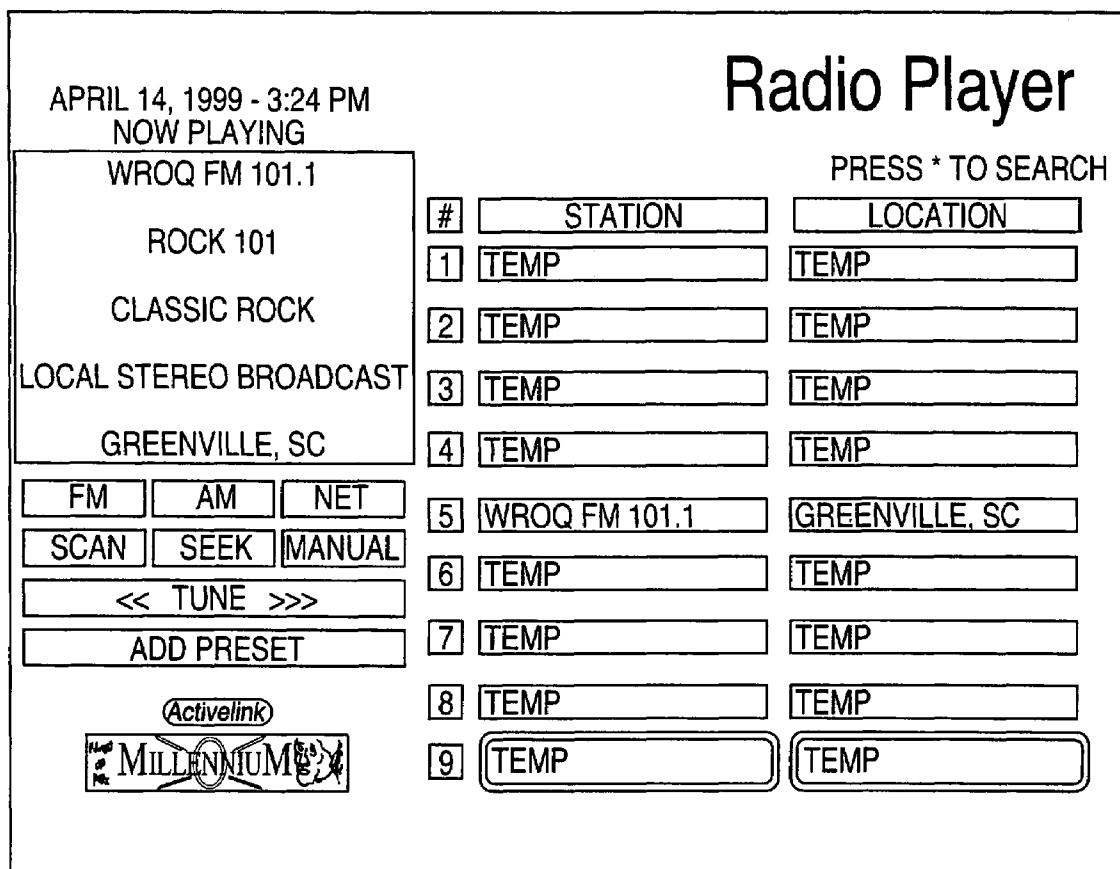 APRIL 14, 1999 - 3:24 PM
NOW PLAYING
WROQ FM 101.1
ROCK 101
CLASSIC ROCK
LOCAL STEREO BROADCAST
GREENVILLE, SC
FM AM NET
SCAN SEEK MANUAL
<< TUNE >>>
ADD PRESET
Activelink
MILLENNIUM
Radio Player
PRESS * TO SEARCH
# STATION LOCATION
1 TEMP TEMP
2 TEMP TEMP
3 TEMP TEMP
4 TEMP TEMP
5 WROQ FM 101.1 GREENVILLE, SC
6 TEMP TEMP
7 TEMP TEMP
8 TEMP TEMP
9 TEMP TEMP